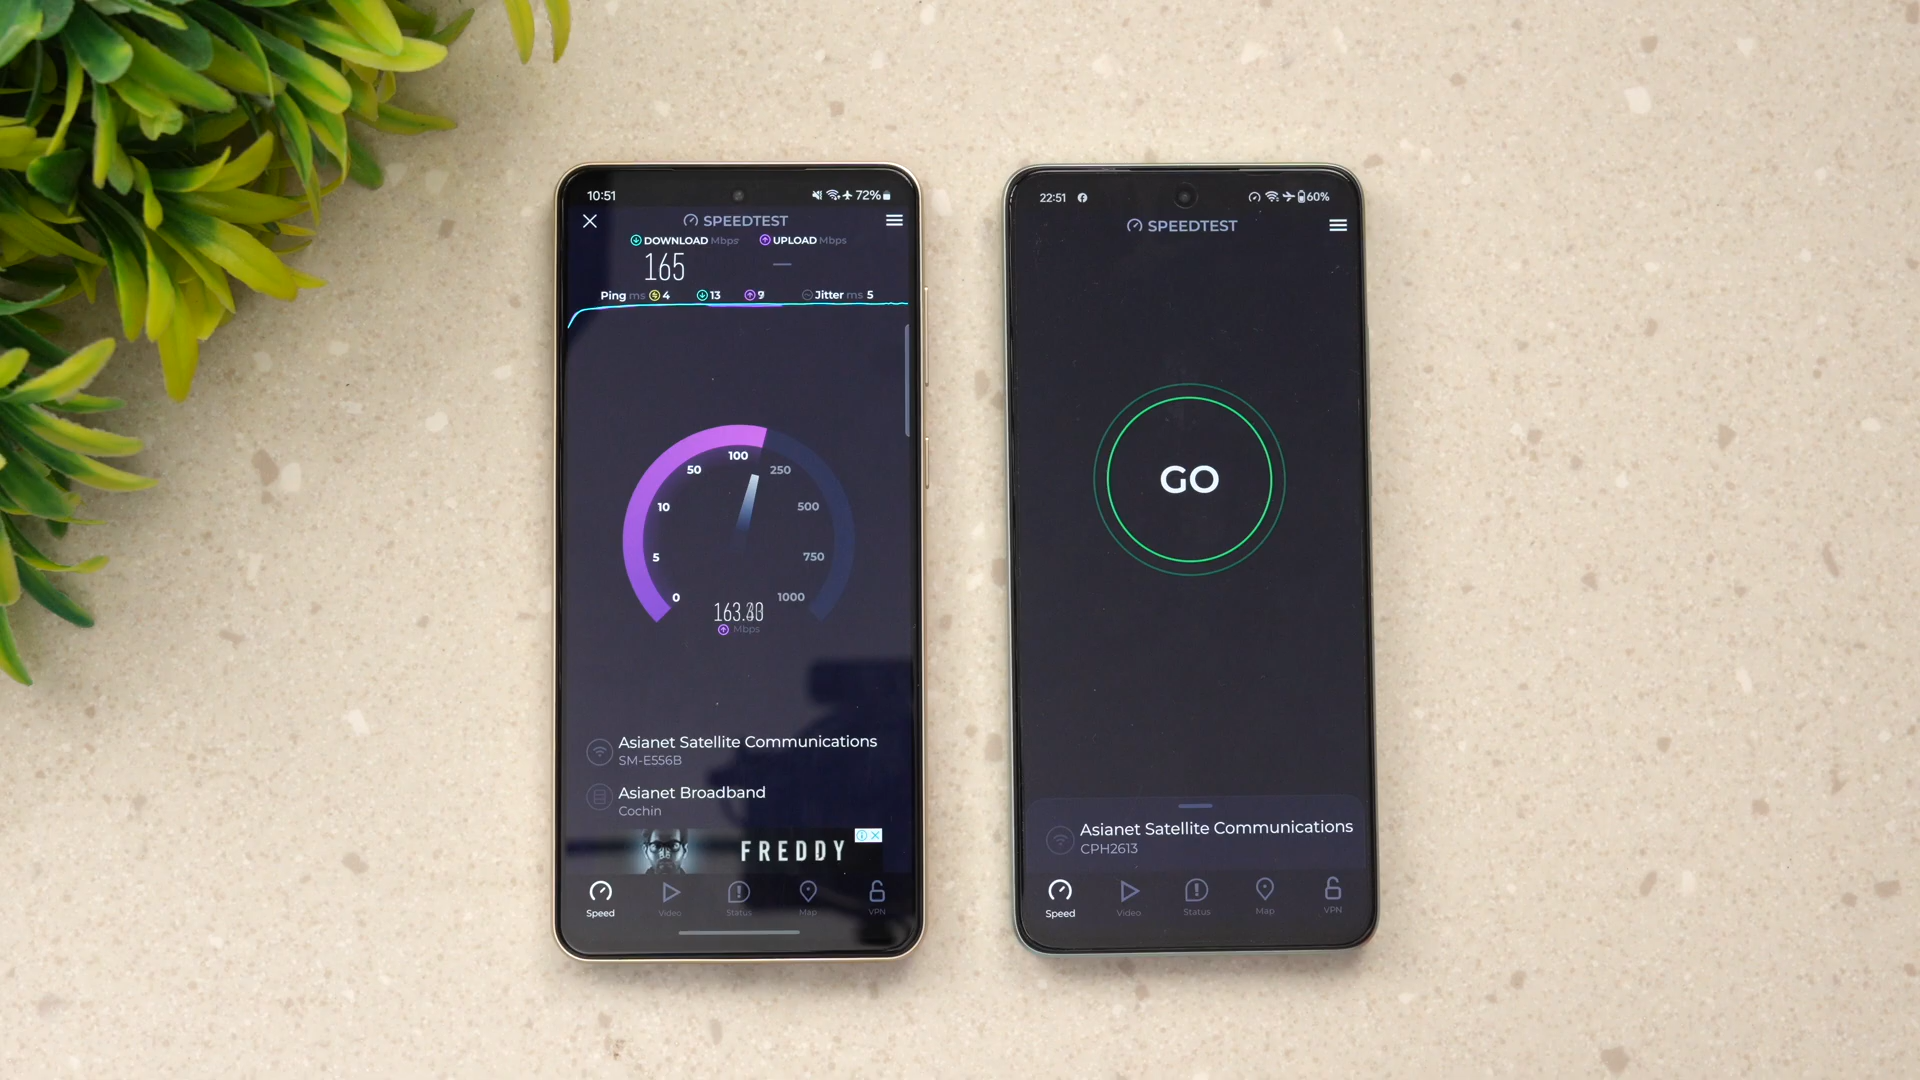 10:51
72%
SPEEDTEST
DOWNLOAD Mbps
UPLOAD Mbps
165
Ping ms 4 13 9 Jitter ms 5
0
5
10
50
100
250
500
750
1000
Mbps
Asianet Satellite Communications
SM-E556B
Asianet Broadband
Cochin
FREDDY
Speed Video Status Map VPN
22:51
60%
SPEEDTEST
GO
Asianet Satellite Communications
CPH2613
Speed Video Status Map VPN